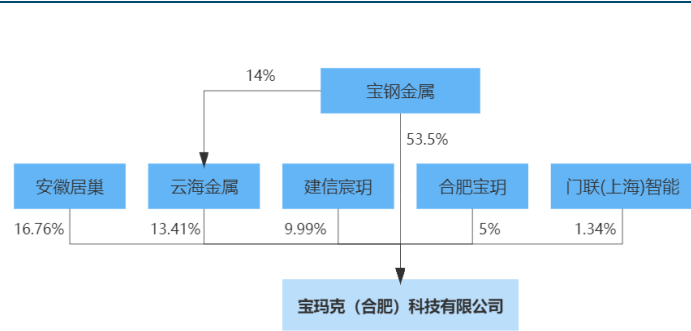 14%
宝钢金属
53.5%
安徽居巢
云海金属
建信宸玥
合肥宝玥
门联(上海)智能
16.76%
13.41%
9.99%
5%
1.34%
宝玛克（合肥）科技有限公司